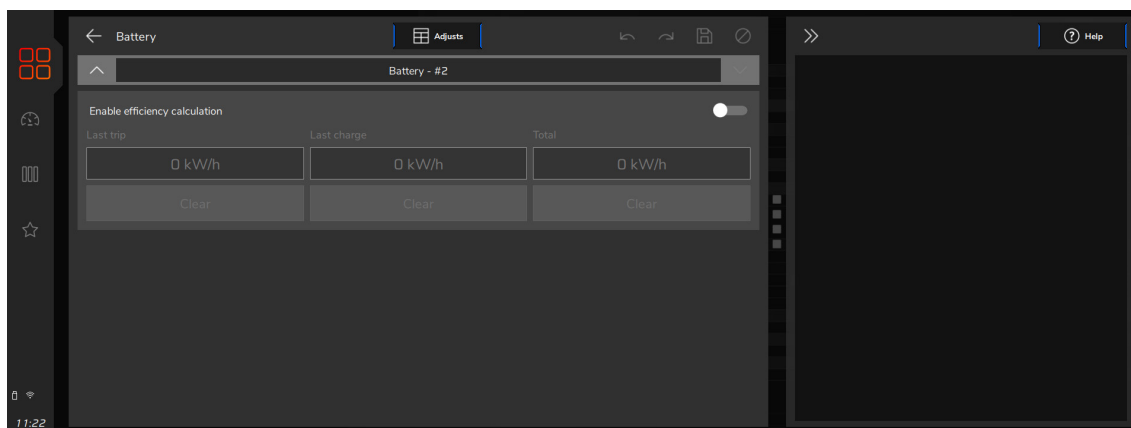 Battery
Adjusts
Help
Battery - #2
Enable efficiency calculation
Last trip
Last charge
Total
0 kW/h
0 kW/h
0 kW/h
Clear
Clear
Clear
11:22